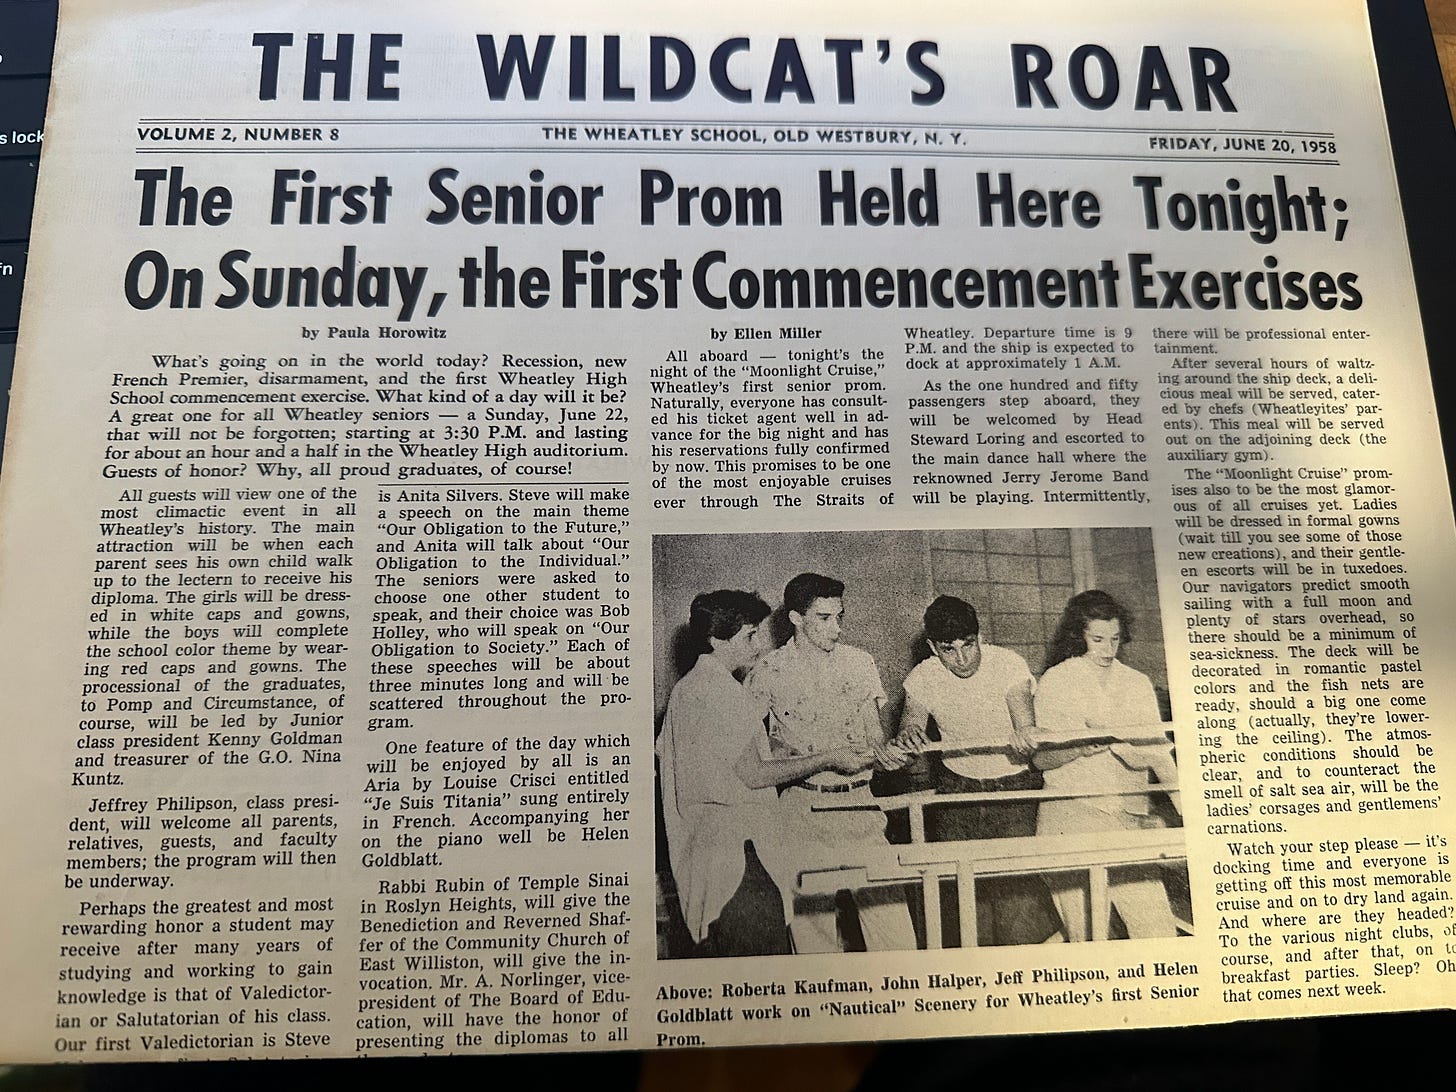 s lock
fn
THE WILDCAT'S ROAR
VOLUME 2, NUMBER 8
THE WHEATLEY SCHOOL, OLD WESTBURY, N. Y.
FRIDAY, JUNE 20, 1958
The First Senior Prom Held Here Tonight;
On Sunday, the First Commencement Exercises
by Paula Horowitz
What's going on in the world today? Recession, new
French Premier, disarmament, and the first Wheatley High
School commencement exercise. What kind of a day will it be?
A great one for all Wheatley seniors — a Sunday, June 22,
that will not be forgotten; starting at 3:30 P.M. and lasting
for about an hour and a half in the Wheatley High auditorium.
Guests of honor? Why, all proud graduates, of course!
All guests will view one of the
most climactic event in all
Wheatley's history. The main
attraction will be when each
parent sees his own child walk
up to the lectern to receive his
diploma. The girls will be dress-
ed in white caps and gowns,
while the boys will complete
the school color theme by wear-
ing red caps and gowns. The
processional of the graduates,
to Pomp and Circumstance, of
course, will be led by Junior
class president Kenny Goldman
and treasurer of the G.O. Nina
Kuntz.
Jeffrey Philipson, class presi-
dent, will welcome all parents,
relatives, guests, and faculty
members; the program will then
be underway.
Perhaps the greatest and most
rewarding honor a student may
receive after many years of
studying and working to gain
knowledge is that of Valedictor-
ian or Salutatorian of his class.
Our first Valedictorian is Steve
is Anita Silvers. Steve will make
a speech on the main theme
"Our Obligation to the Future,"
and Anita will talk about "Our
Obligation to the Individual."
The seniors were asked to
choose one other student to
speak, and their choice was Bob
Holley, who will speak on "Our
Obligation to Society." Each of
these speeches will be about
three minutes long and will be
scattered throughout the pro-
gram.
One feature of the day which
will be enjoyed by all is an
Aria by Louise Crisci entitled
"Je Suis Titania" sung entirely
in French. Accompanying her
on the piano well be Helen
Goldblatt.
Rabbi Rubin of Temple Sinai
in Roslyn Heights, will give the
Benediction and Reverned Shaf-
fer of the Community Church of
East Williston, will give the in-
vocation. Mr. A. Norlinger, vice-
president of The Board of Edu-
cation, will have the honor of
presenting the diplomas to all
by Ellen Miller
All aboard — tonight's the
night of the "Moonlight Cruise,"
Wheatley's first senior prom.
Naturally, everyone has consult-
ed his ticket agent well in ad-
vance for the big night and has
his reservations fully confirmed
by now. This promises to be one
of the most enjoyable cruises
ever through The Straits of
Wheatley. Departure time is 9
P.M. and the ship is expected to
dock at approximately 1 A.M.
As the one hundred and fifty
passengers step aboard, they
will be welcomed by Head
Steward Loring and escorted to
the main dance hall where the
reknowned Jerry Jerome Band
will be playing. Intermittently,
there will be professional enter-
tainment.
After several hours of waltz-
ing around the ship deck, a deli-
cious meal will be served, cater-
ed by chefs (Wheatleyites' par-
ents). This meal will be served
out on the adjoining deck (the
auxiliary gym).
The "Moonlight Cruise" prom-
ises also to be the most glamor-
ous of all cruises yet. Ladies
will be dressed in formal gowns
(wait till you see some of those
new creations), and their gentle-
en escorts will be in tuxedoes.
Our navigators predict smooth
sailing with a full moon and
plenty of stars overhead, so
there should be a minimum of
sea-sickness. The deck will be
decorated in romantic pastel
colors and the fish nets are
ready, should a big one come
along (actually, they're lower-
ing the ceiling). The atmos-
pheric conditions should be
clear, and to counteract the
smell of salt sea air, will be the
ladies' corsages and gentlemens'
carnations.
Watch your step please — it's
docking time and everyone is
getting off this most memorable
cruise and on to dry land again.
And where are they headed?
To the various night clubs, of
course, and after that, on to
breakfast parties. Sleep? Oh
that comes next week.
Above: Roberta Kaufman, John Halper, Jeff Philipson, and Helen
Goldblatt work on "Nautical" Scenery for Wheatley's first Senior
Prom.